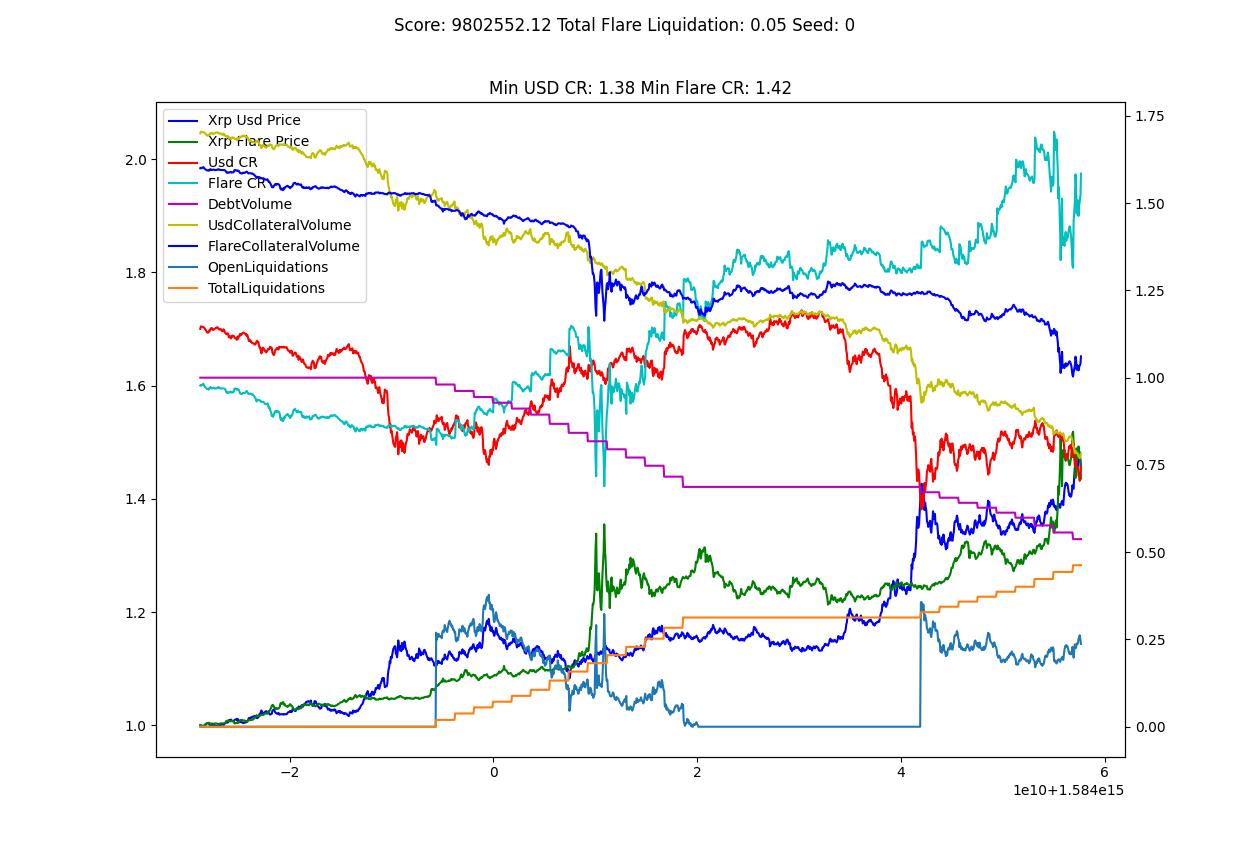 Score: 9802552.12 Total Flare Liquidation: 0.05 Seed: 0
Min USD CR: 1.38 Min Flare CR: 1.42
Xrp Usd Price
Xrp Flare Price
Usd CR
Flare CR
DebtVolume
UsdCollateralVolume
FlareCollateralVolume
OpenLiquidations
TotalLiquidations
2.0
1.8
1.6
1.4
1.2
1.0
1.75
1.50
1.25
1.00
0.75
0.50
0.25
0.00
−2
0
2
4
6
1e10+1.584e15